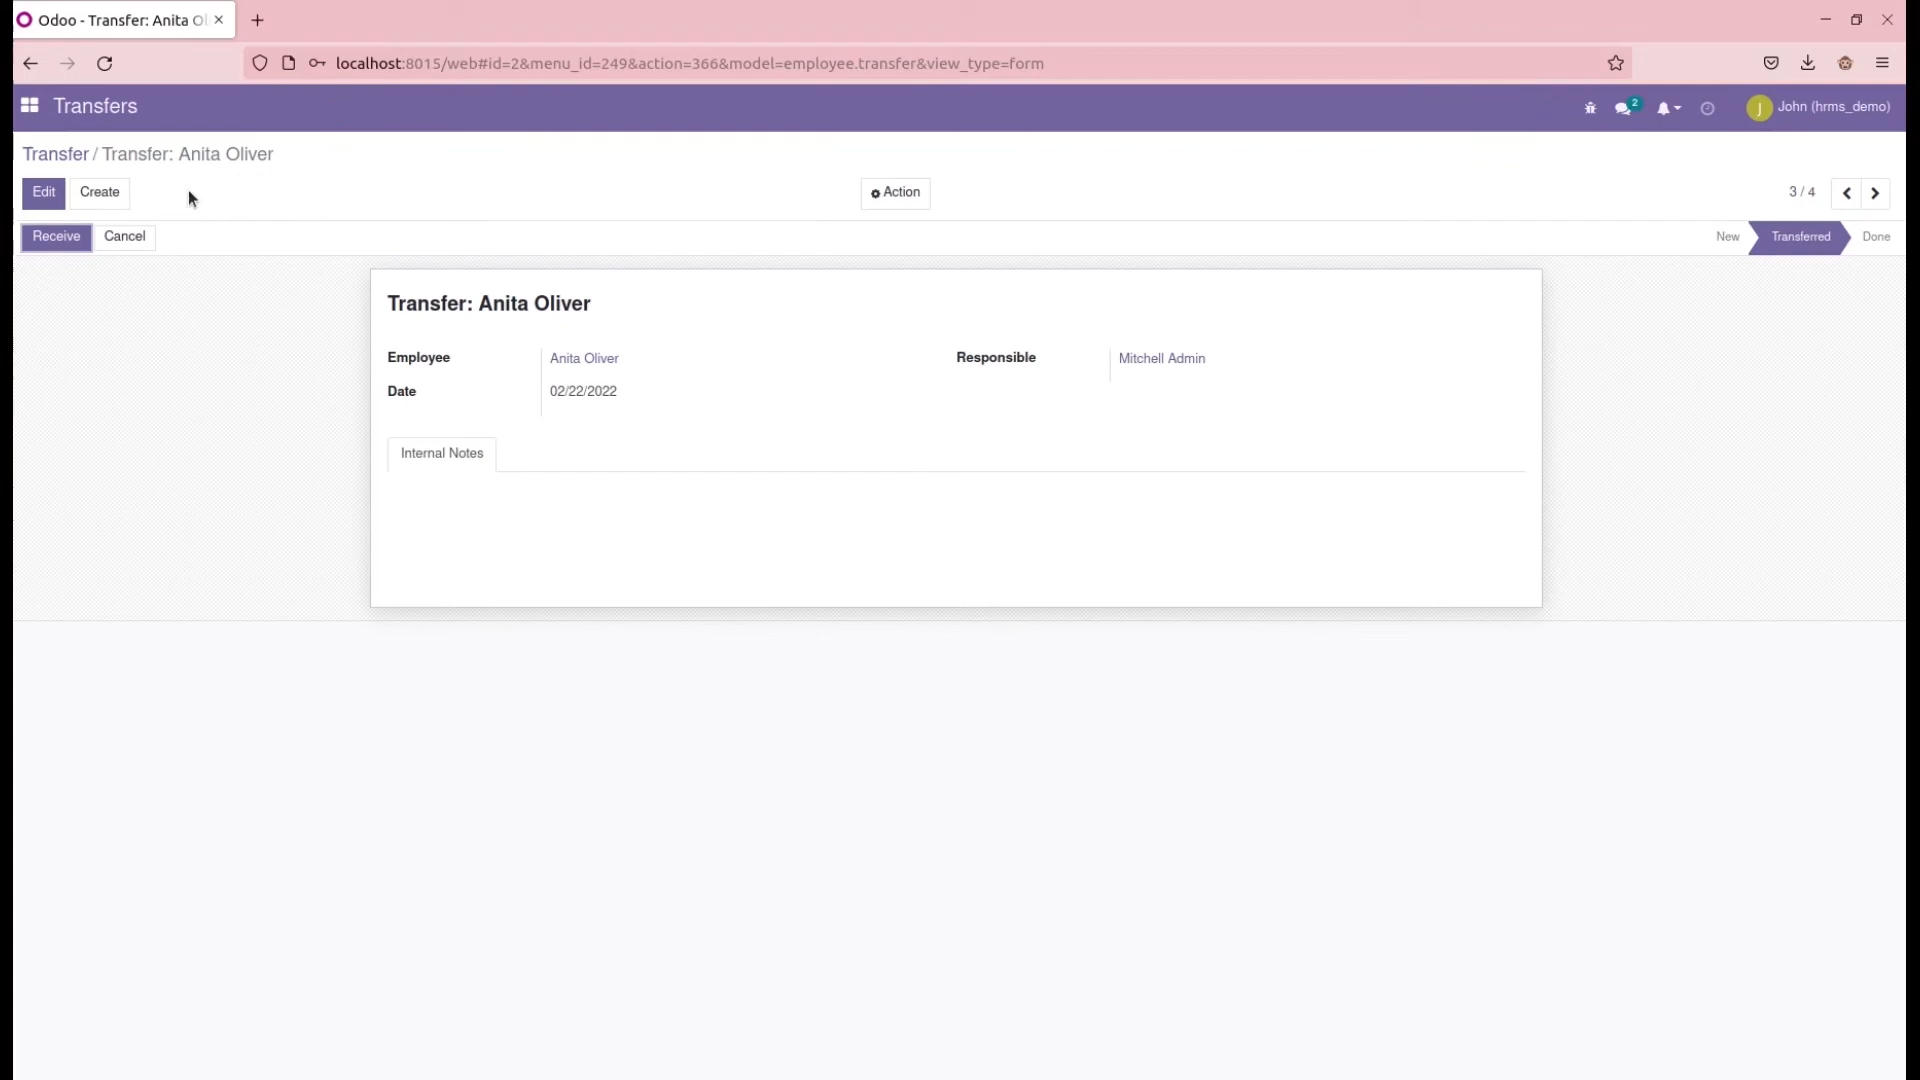 Odoo - Transfer: Anita Ol
localhost:8015/web#id=2&menu_id=249&action=366&model=employee.transfer&view_type=form
Transfers
2
J John (hrms_demo)
Transfer / Transfer: Anita Oliver
Edit Create Action 3 / 4
Receive Cancel New Transferred Done
Transfer: Anita Oliver
Employee Anita Oliver Responsible Mitchell Admin
Date 02/22/2022
Internal Notes